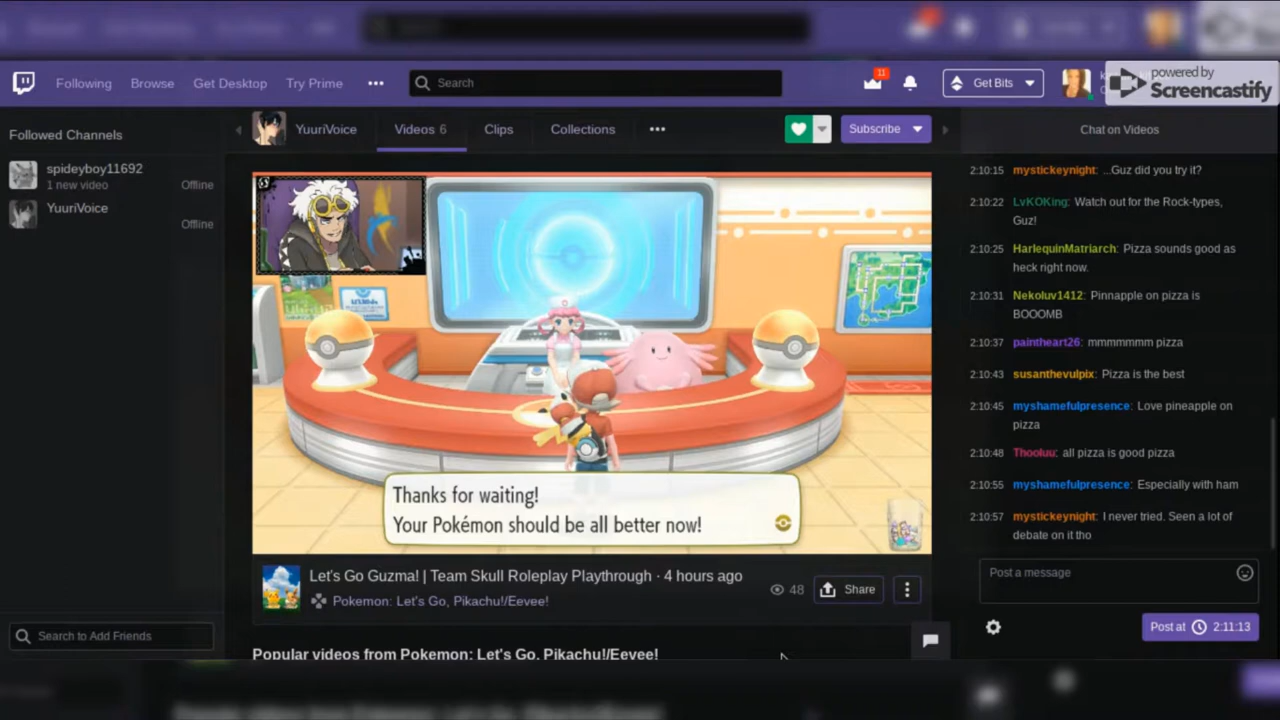 Following Browse Get Desktop Try Prime ••• Search 11 Get Bits
powered by
Screencastify
Followed Channels
spideyboy11692
1 new video Offline
YuuriVoice
Offline
Search to Add Friends
YuuriVoice Videos 6 Clips Collections ••• Subscribe
Thanks for waiting!
Your Pokémon should be all better now!
Let's Go Guzma! | Team Skull Roleplay Playthrough · 4 hours ago
Pokemon: Let's Go, Pikachu!/Eevee!
48 Share
Popular videos from Pokemon: Let's Go, Pikachu!/Eevee!
Chat on Videos
2:10:15 mystickeynight: ...Guz did you try it?
2:10:22 LvKOKing: Watch out for the Rock-types,
Guz!
2:10:25 HarlequinMatriarch: Pizza sounds good as
heck right now.
2:10:31 Nekoluv1412: Pinnapple on pizza is
BOOOMB
2:10:37 paintheart26: mmmmmmm pizza
2:10:43 susanthevulpix: Pizza is the best
2:10:45 myshamefulpresence: Love pineapple on
pizza
2:10:48 Thooluu: all pizza is good pizza
2:10:55 myshamefulpresence: Especially with ham
2:10:57 mystickeynight: I never tried. Seen a lot of
debate on it tho
Post a message
Post at 2:11:13